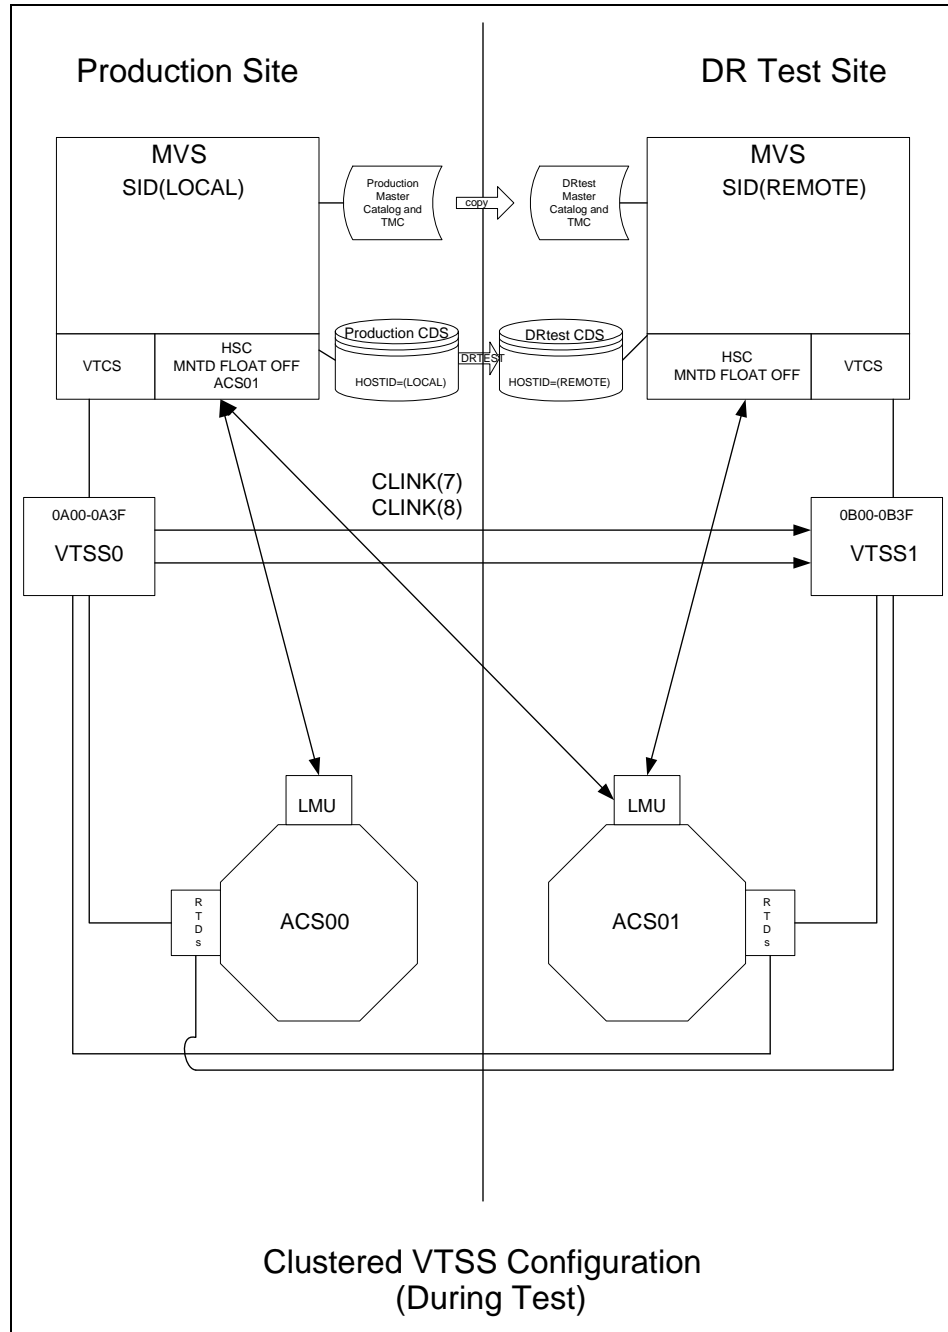 Production Site
DR Test Site
MVS
SID(LOCAL)
Production
Master
Catalog and
TMC
copy
DRtest
Master
Catalog and
TMC
MVS
SID(REMOTE)
VTCS
HSC
MNTD FLOAT OFF
ACS01
Production CDS
HOSTID=(LOCAL)
DRTEST
DRtest CDS
HOSTID=(REMOTE)
HSC
MNTD FLOAT OFF
VTCS
CLINK(7)
CLINK(8)
0A00-0A3F
VTSS0
0B00-0B3F
VTSS1
LMU
LMU
R
T
D
s
ACS00
ACS01
R
T
D
s
Clustered VTSS Configuration
(During Test)